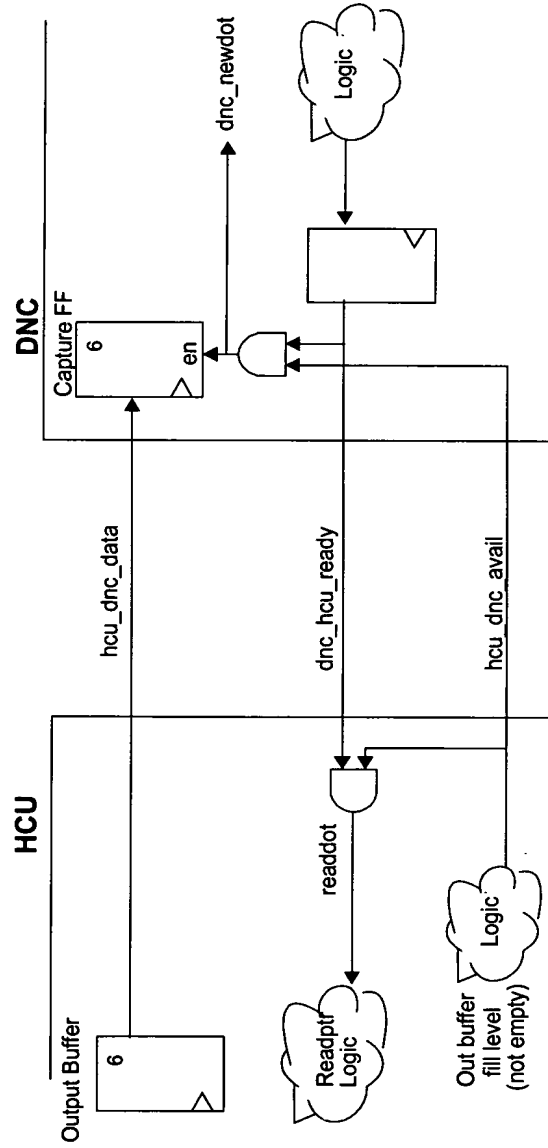 HCU
DNC
Output Buffer
6
hcu_dnc_data
Capture FF
6
en
dnc_newdot
Readptr
Logic
readdot
dnc_hcu_ready
Logic
Out buffer
fill level
(not empty)
Logic
hcu_dnc_avail